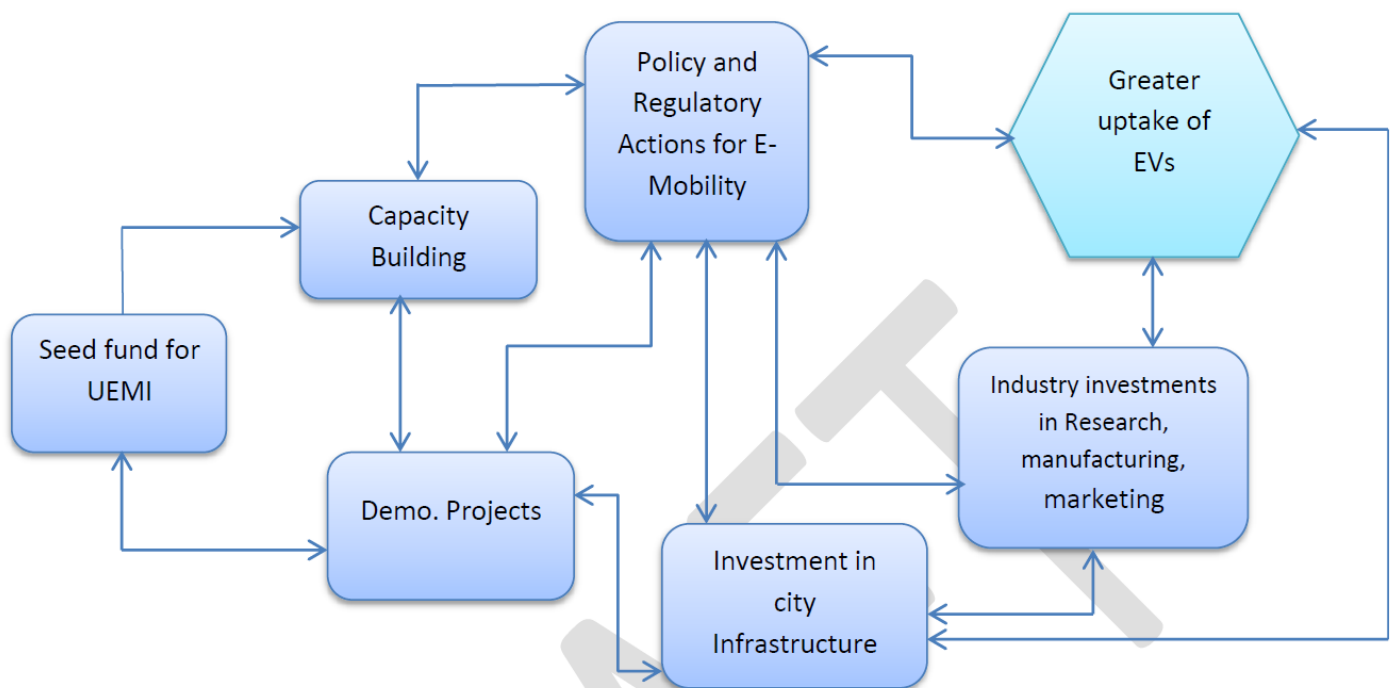 Policy and
Regulatory
Actions for E-
Mobility
Greater
uptake of
EVs
Capacity
Building
Seed fund for
UEMI
Industry investments
in Research,
manufacturing,
marketing
Demo. Projects
Investment in
city
Infrastructure